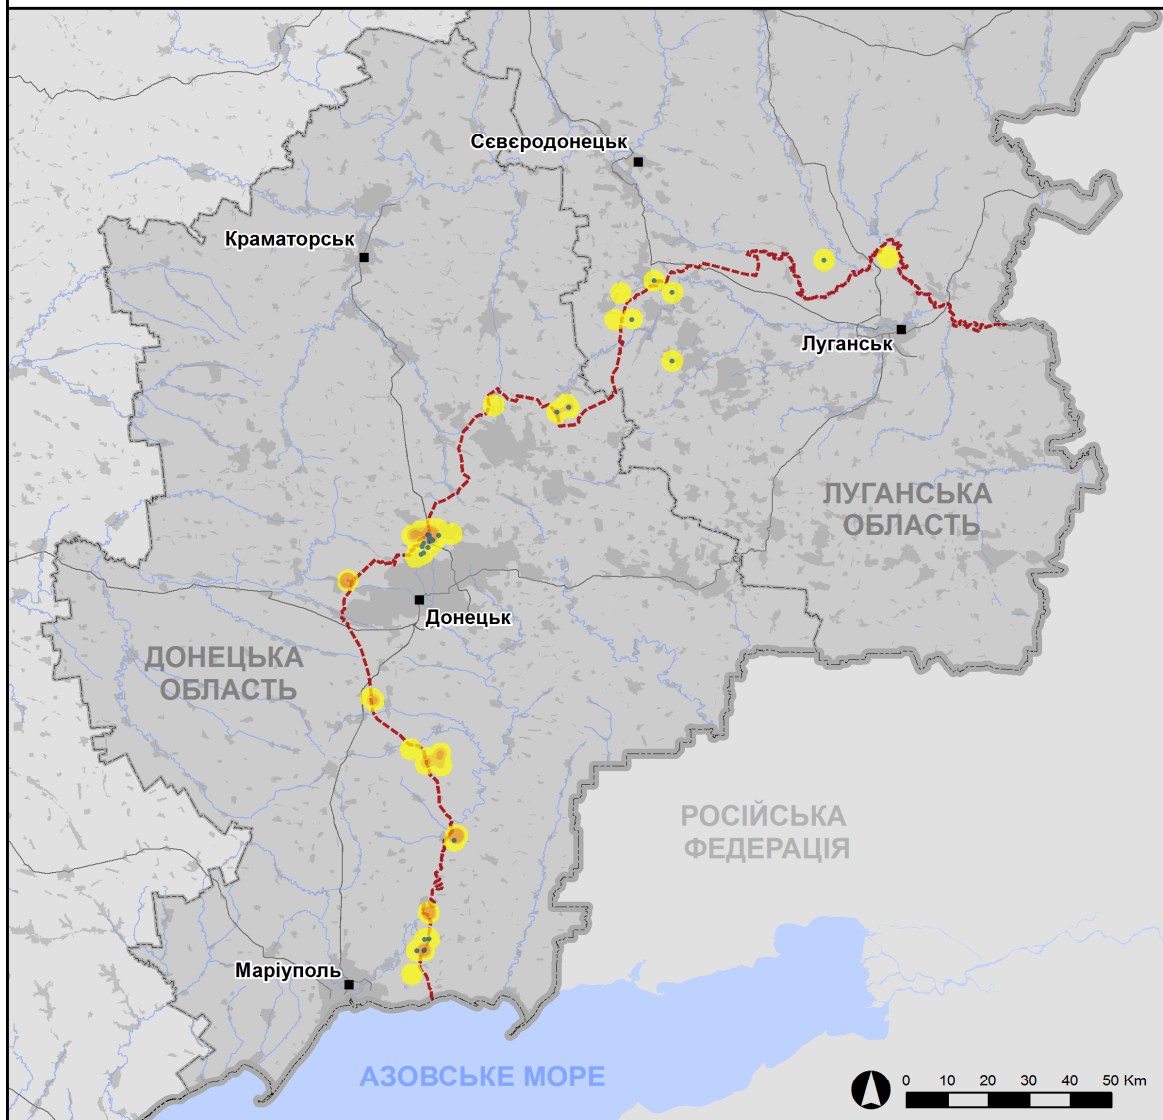 Сєвєродонецьк
Краматорськ
Луганськ
ЛУГАНСЬКА
ОБЛАСТЬ
Донецьк
ДОНЕЦЬКА
ОБЛАСТЬ
РОСІЙСЬКА
ФЕДЕРАЦІЯ
Маріуполь
АЗОВСЬКЕ МОРЕ
0 10 20 30 40 50 Km